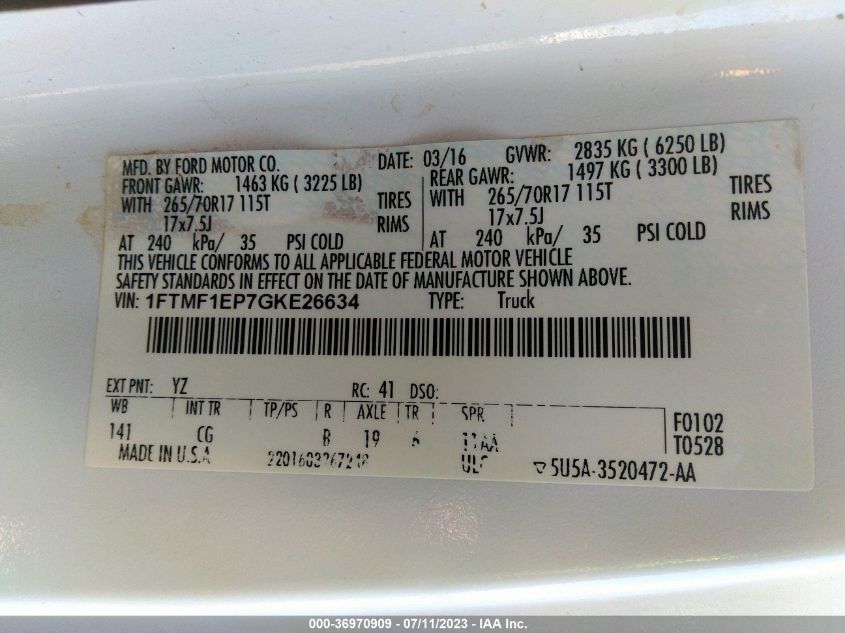 MFD. BY FORD MOTOR CO. DATE: 03/16 GVWR: 2835 KG ( 6250 LB)
FRONT GAWR: 1463 KG ( 3225 LB) REAR GAWR: 1497 KG ( 3300 LB)
WITH 265/70R17 115T TIRES WITH 265/70R17 115T TIRES
17x7.5J RIMS 17x7.5J RIMS
AT 240 kPa/ 35 PSI COLD AT 240 kPa/ 35 PSI COLD
THIS VEHICLE CONFORMS TO ALL APPLICABLE FEDERAL MOTOR VEHICLE
SAFETY STANDARDS IN EFFECT ON THE DATE OF MANUFACTURE SHOWN ABOVE.
VIN: 1FTMF1EP7GKE26634 TYPE: Truck
EXT PNT: YZ RC: 41 DSO:
WB INT TR TP/PS R AXLE TR SPR F0102
141 CG B 19 6 11AA T0528
MADE IN U.S.A ▽5U5A-3520472-AA
000-36970909 - 07/11/2023 - IAA Inc.